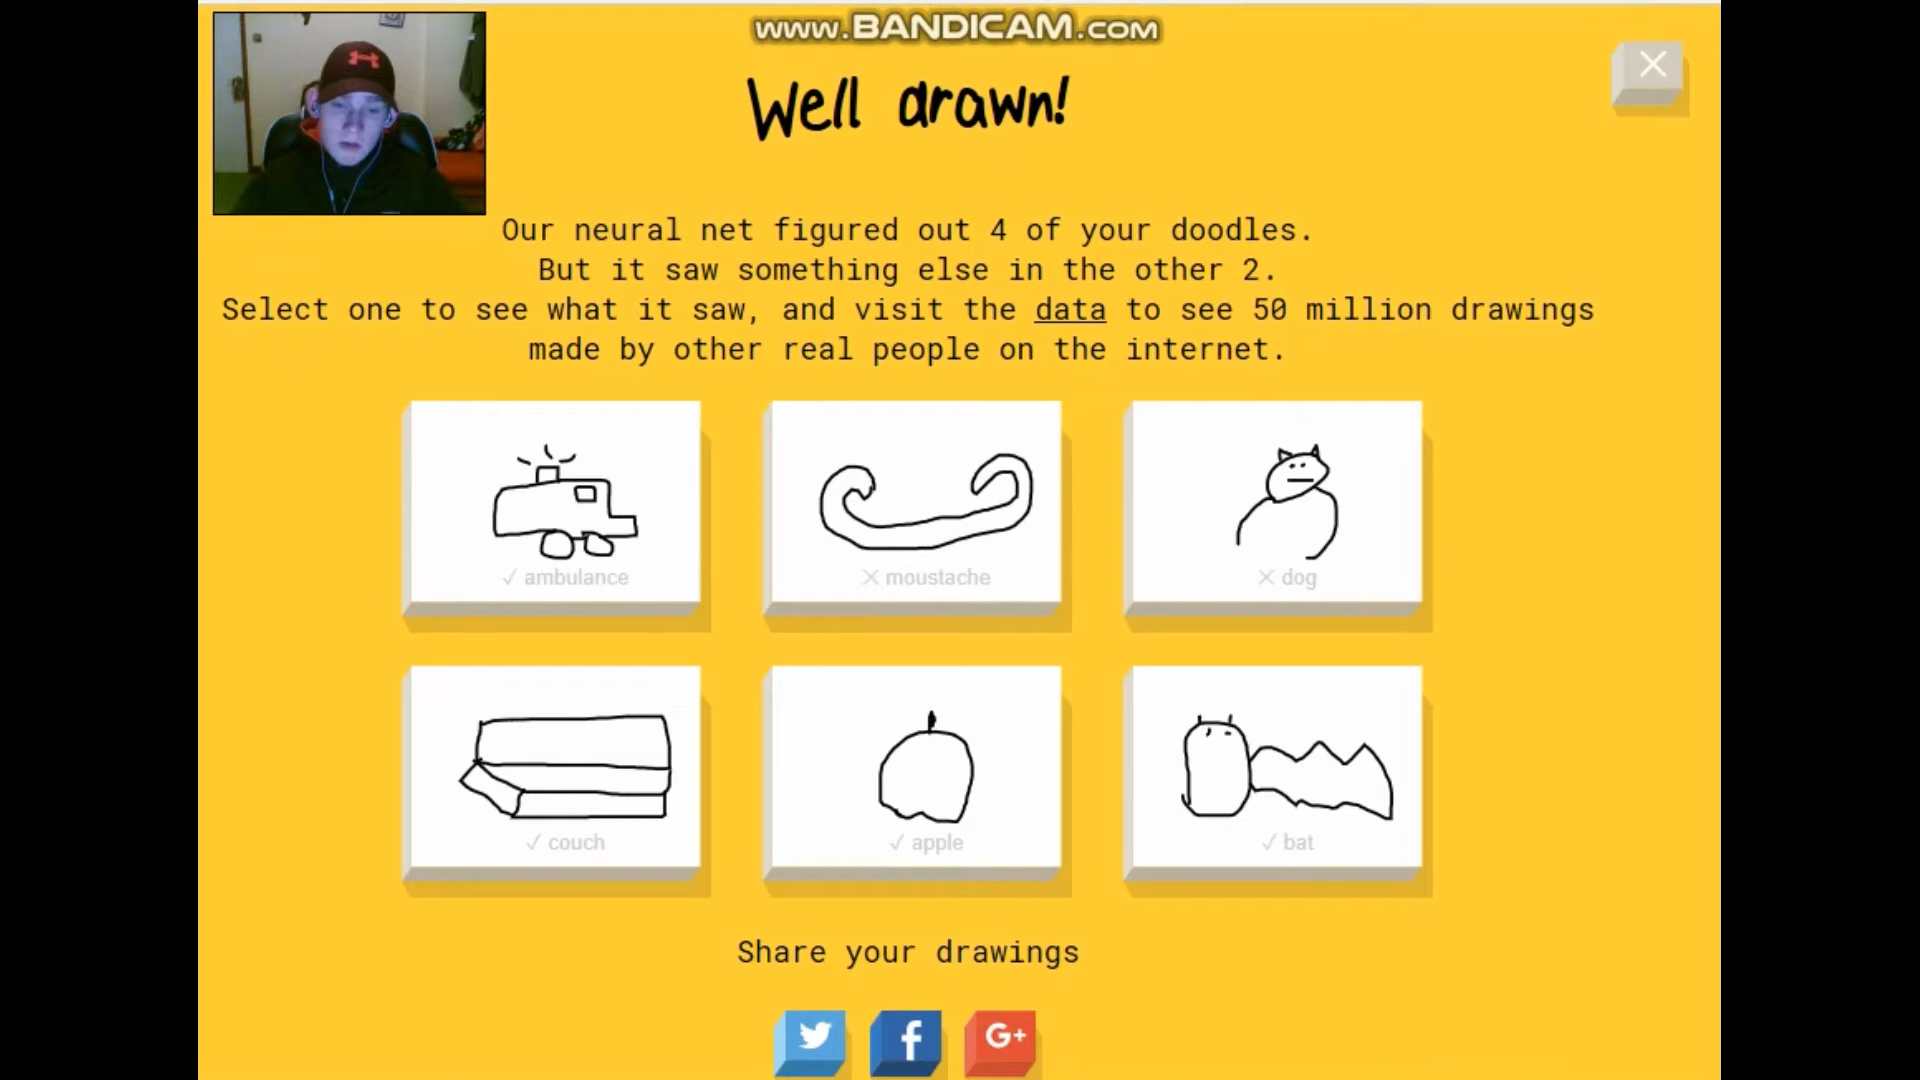 www.BANDICAM.com
Well drawn!
Our neural net figured out 4 of your doodles.
But it saw something else in the other 2.
Select one to see what it saw, and visit the data to see 50 million drawings
made by other real people on the internet.
✓ ambulance
✕ moustache
✕ dog
✓ couch
✓ apple
✓ bat
Share your drawings
f
G+